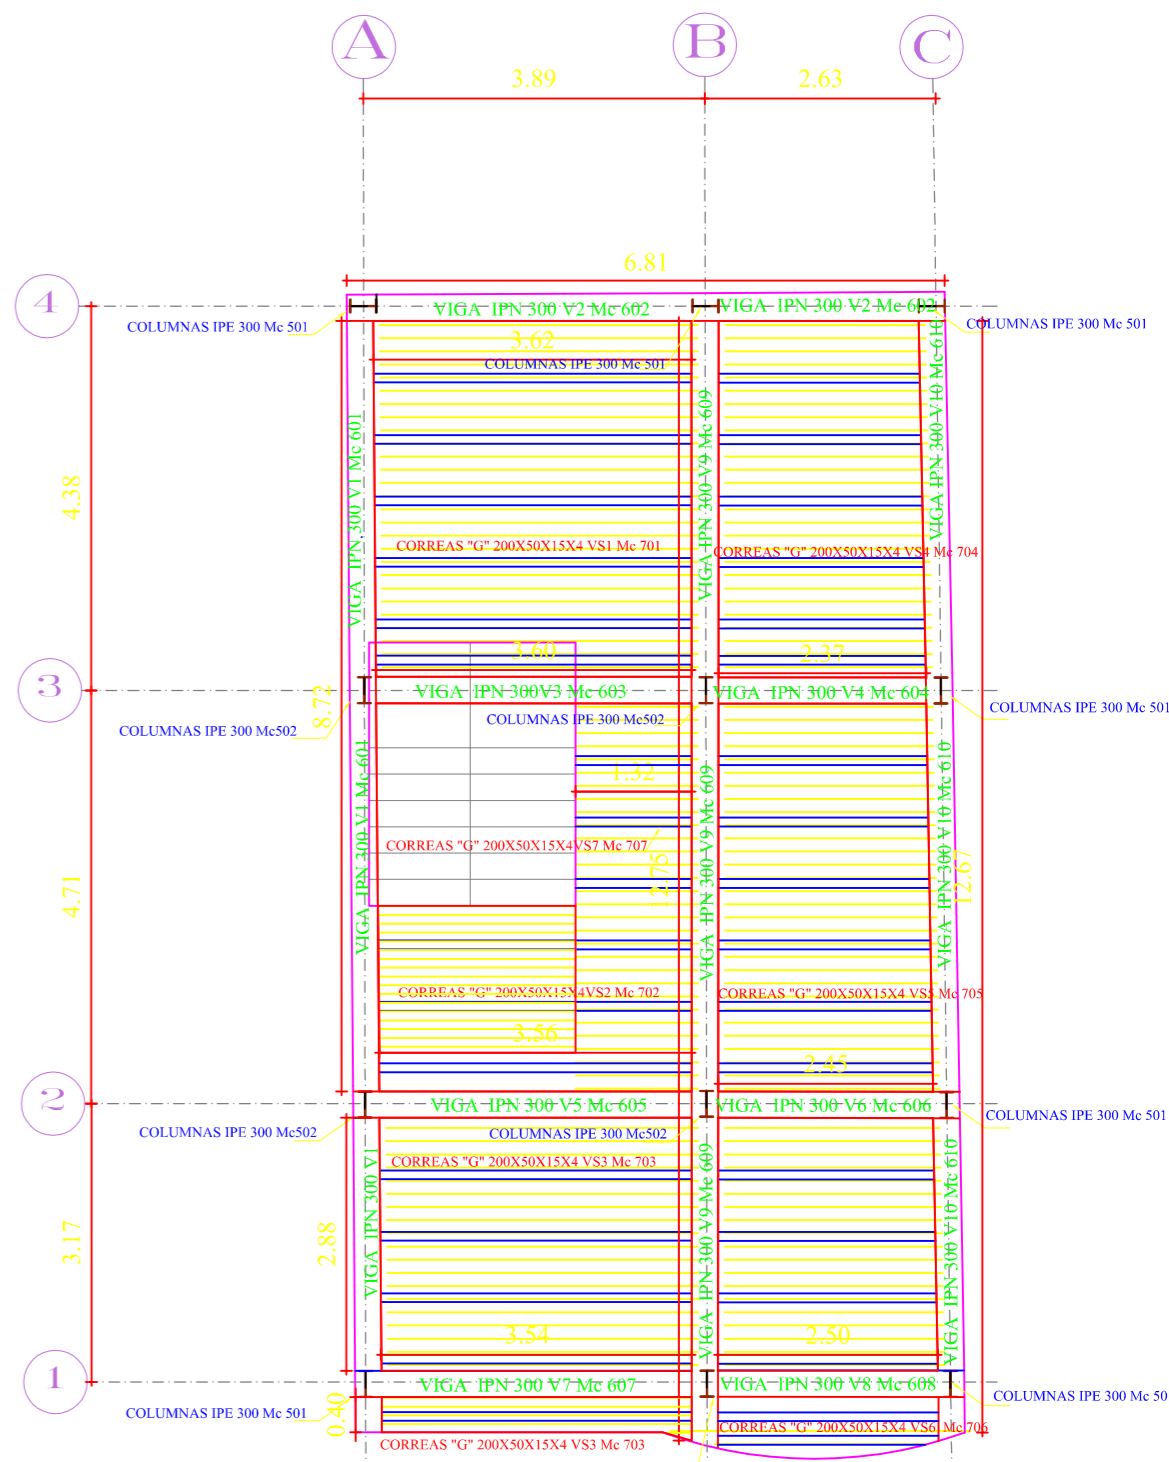 A
B
C
3.89
2.63
6.81
4
VIGA IPN 300 V2 Mc 602
VIGA IPN 300 V2 Mc 602
COLUMNAS IPE 300 Mc 501
COLUMNAS IPE 300 Mc 501
3.62
COLUMNAS IPE 300 Mc 501
VIGA IPN 300 V1 Mc 601
VIGA IPN 300 V9 Mc 609
VIGA IPN 300 V10 Mc 610
4.38
CORREAS "G" 200X50X15X4 VS1 Mc 701
CORREAS "G" 200X50X15X4 VS4 Mc 704
3.60
2.37
3
VIGA IPN 300V3 Mc 603
VIGA IPN 300 V4 Mc 604
8.72
COLUMNAS IPE 300 Mc502
COLUMNAS IPE 300 Mc502
COLUMNAS IPE 300 Mc 501
1.32
VIGA IPN 300 V1 Mc 601
VIGA IPN 300 V9 Mc 609
VIGA IPN 300 V10 Mc 610
CORREAS "G" 200X50X15X4VS7 Mc 707
12.67
4.71
CORREAS "G" 200X50X15X4VS2 Mc 702
CORREAS "G" 200X50X15X4 VS5 Mc 705
3.56
2.45
2
VIGA IPN 300 V5 Mc 605
VIGA IPN 300 V6 Mc 606
COLUMNAS IPE 300 Mc502
COLUMNAS IPE 300 Mc502
COLUMNAS IPE 300 Mc 501
CORREAS "G" 200X50X15X4 VS3 Mc 703
VIGA IPN 300 V1
VIGA IPN 300 V9 Mc 609
VIGA IPN 300 V10 Mc 610
3.17
2.88
3.54
2.50
1
VIGA IPN 300 V7 Mc 607
VIGA IPN 300 V8 Mc 608
COLUMNAS IPE 300 Mc 50
0.40
COLUMNAS IPE 300 Mc 501
CORREAS "G" 200X50X15X4 VS6 Mc 706
CORREAS "G" 200X50X15X4 VS3 Mc 703